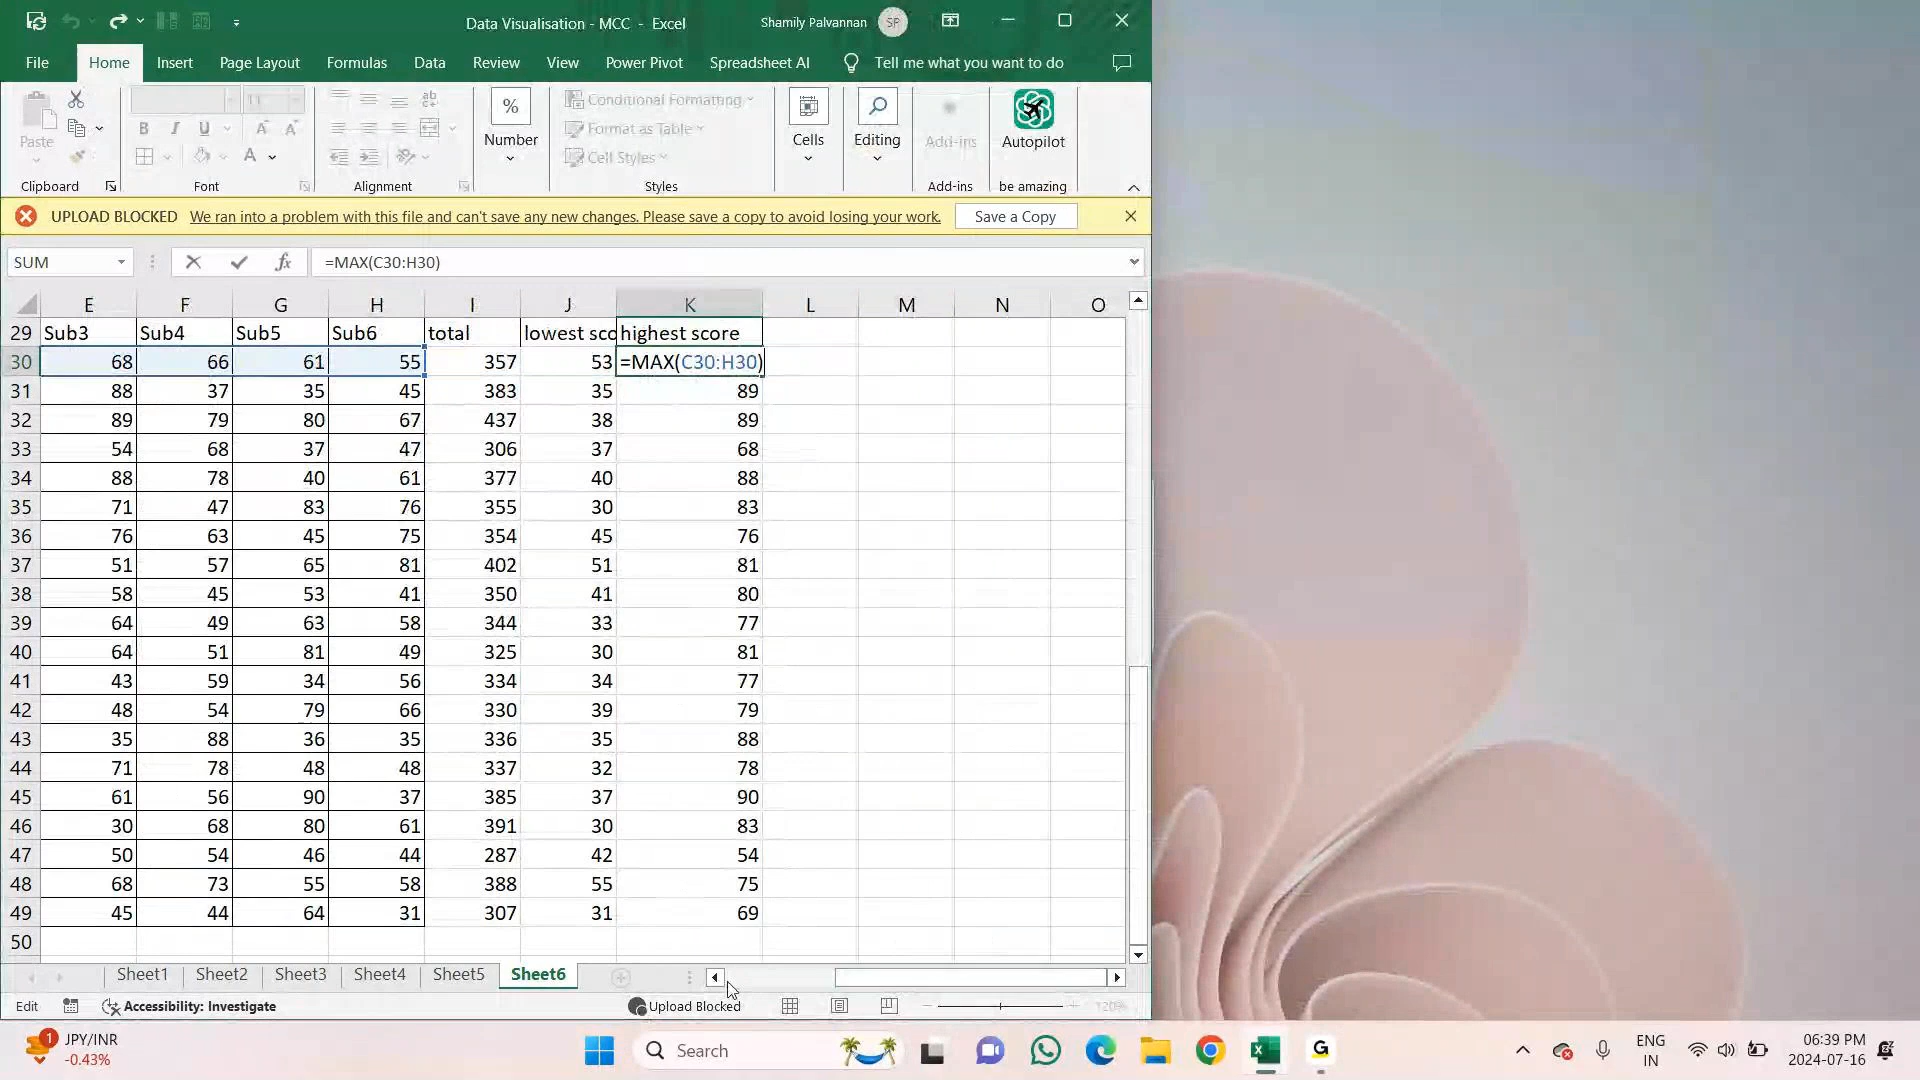 Data Visualisation - MCC - Excel
Shamily Palvannan SP
File Home Insert Page Layout Formulas Data Review View Power Pivot Spreadsheet AI Tell me what you want to do
Paste
B I U
11
A A
ab
%
Number
Conditional Formatting
Format as Table
Cell Styles
Cells
Editing
Add-ins
Autopilot
Clipboard Font Alignment Styles Add-ins be amazing
UPLOAD BLOCKED We ran into a problem with this file and can't save any new changes. Please save a copy to avoid losing your work. Save a Copy
SUM fx =MAX(C30:H30)
E F G H I J K L M N O
29 Sub3 Sub4 Sub5 Sub6 total lowest sco highest score
30 68 66 61 55 357 53 =MAX(C30:H30)
31 88 37 35 45 383 35 89
32 89 79 80 67 437 38 89
33 54 68 37 47 306 37 68
34 88 78 40 61 377 40 88
35 71 47 83 76 355 30 83
36 76 63 45 75 354 45 76
37 51 57 65 81 402 51 81
38 58 45 53 41 350 41 80
39 64 49 63 58 344 33 77
40 64 51 81 49 325 30 81
41 43 59 34 56 334 34 77
42 48 54 79 66 330 39 79
43 35 88 36 35 336 35 88
44 71 78 48 48 337 32 78
45 61 56 90 37 385 37 90
46 30 68 80 61 391 30 83
47 50 54 46 44 287 42 54
48 68 73 55 58 388 55 75
49 45 44 64 31 307 31 69
50
Sheet1 Sheet2 Sheet3 Sheet4 Sheet5 Sheet6
Edit Accessibility: Investigate Upload Blocked 120%
1 JPY/INR
-0.43%
Search
G
ENG
IN
06:39 PM
2024-07-16